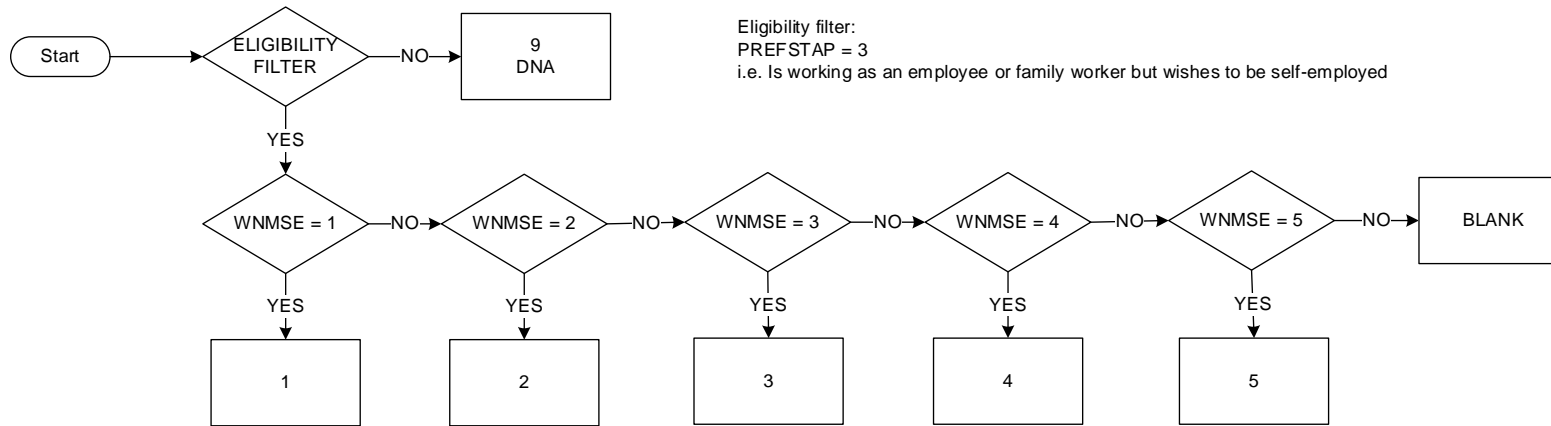 Eligibility filter:
PREFSTAP = 3
i.e. Is working as an employee or family worker but wishes to be self-employed
Start
ELIGIBILITY
FILTER
NO
9
DNA
YES
WNMSE = 1
NO
WNMSE = 2
NO
WNMSE = 3
NO
WNMSE = 4
NO
WNMSE = 5
NO
BLANK
YES
YES
YES
YES
YES
1
2
3
4
5